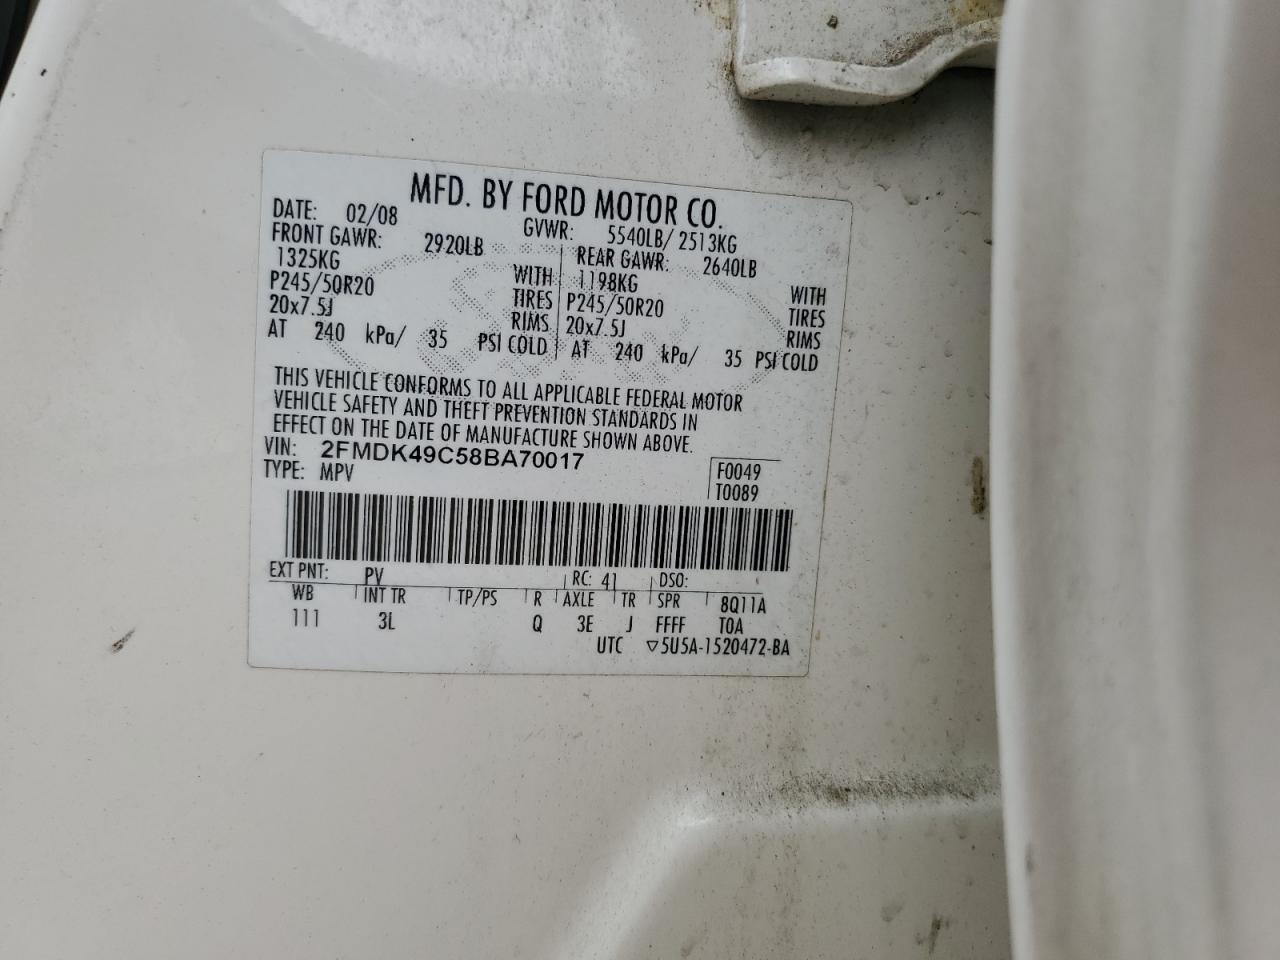 MFD. BY FORD MOTOR CO.
DATE: 02/08 GVWR: 5540LB/ 2513KG
FRONT GAWR: 2920LB REAR GAWR: 2640LB
1325KG WITH 1198KG WITH
P245/50R20 TIRES P245/50R20 TIRES
20x7.5J RIMS 20x7.5J RIMS
AT 240 kPa/ 35 PSI COLD AT 240 kPa/ 35 PSI COLD
THIS VEHICLE CONFORMS TO ALL APPLICABLE FEDERAL MOTOR
VEHICLE SAFETY AND THEFT PREVENTION STANDARDS IN
EFFECT ON THE DATE OF MANUFACTURE SHOWN ABOVE.
VIN: 2FMDK49C58BA70017 F0049
TYPE: MPV T0089
EXT PNT: PV RC: 41 DSO:
WB INT TR TP/PS R AXLE TR SPR 8Q11A
111 3L Q 3E J FFFF T0A
UTC ▽5U5A-1520472-BA